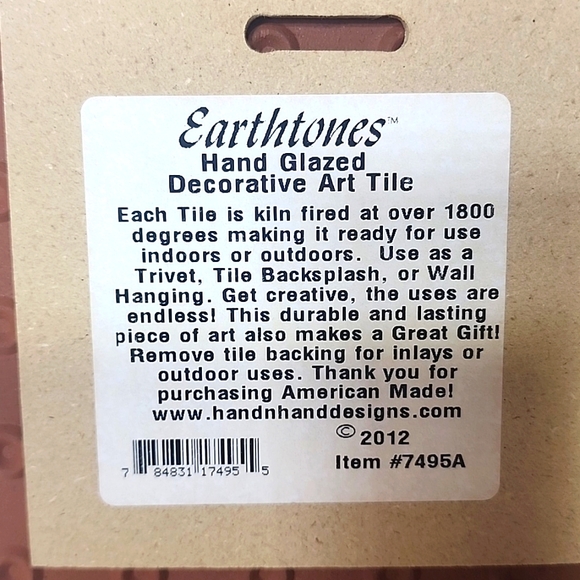 Earthtones™
Hand Glazed
Decorative Art Tile
Each Tile is kiln fired at over 1800
degrees making it ready for use
indoors or outdoors. Use as a
Trivet, Tile Backsplash, or Wall
Hanging. Get creative, the uses are
endless! This durable and lasting
piece of art also makes a Great Gift!
Remove tile backing for inlays or
outdoor uses. Thank you for
purchasing American Made!
www.handnhanddesigns.com
© 2012
Item #7495A
7 84831 17495 5